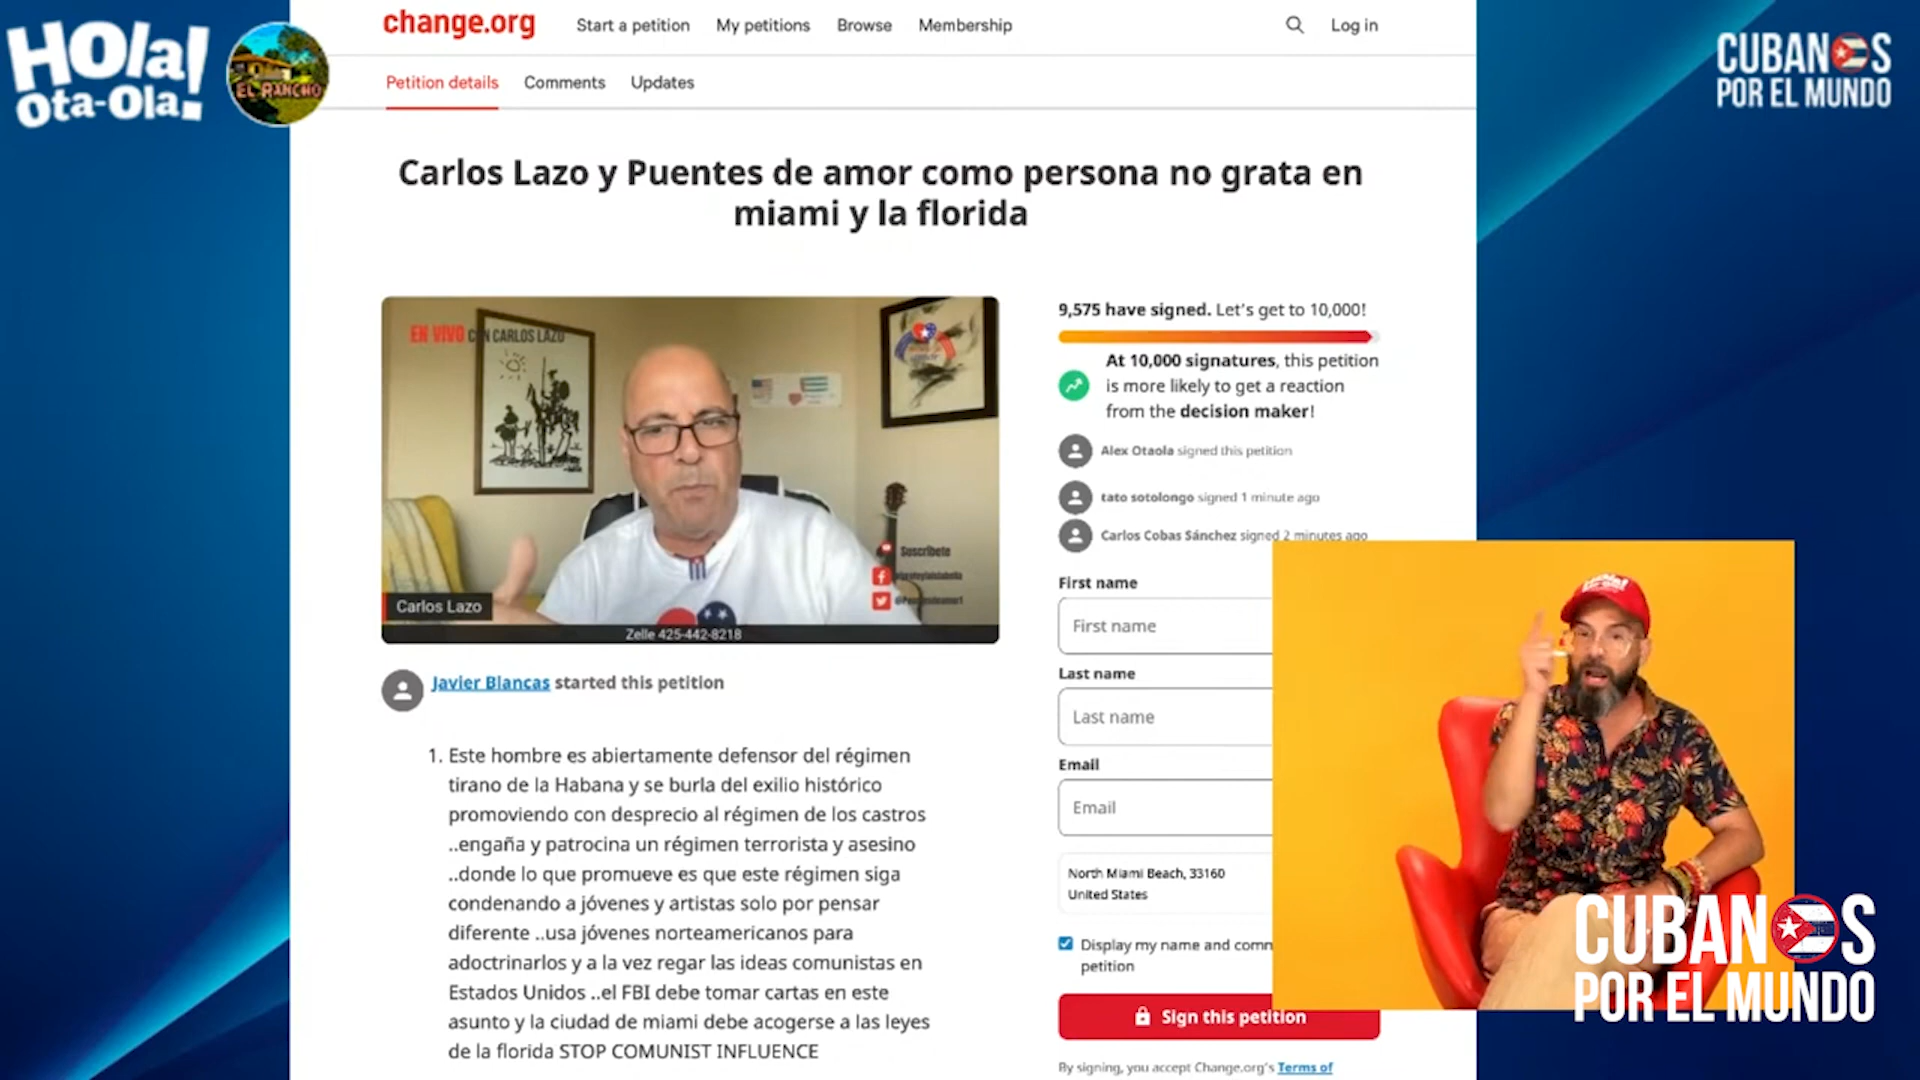 Hola!
Ota-Ola!
EL RANCHO
change.org
Start a petition
My petitions
Browse
Membership
Log in
CUBANOS
POR EL MUNDO
Petition details
Comments
Updates
Carlos Lazo y Puentes de amor como persona no grata en
miami y la florida
EN VIVO CON CARLOS LAZO
Suscríbete
Carlos Lazo
Zelle 425-442-8218
Javier Blancas started this petition
1. Este hombre es abiertamente defensor del régimen
tirano de la Habana y se burla del exilio histórico
promoviendo con desprecio al régimen de los castros
..engaña y patrocina un régimen terrorista y asesino
..donde lo que promueve es que este régimen siga
condenando a jóvenes y artistas solo por pensar
diferente ..usa jóvenes norteamericanos para
adoctrinarlos y a la vez regar las ideas comunistas en
Estados Unidos ..el FBI debe tomar cartas en este
asunto y la ciudad de miami debe acogerse a las leyes
de la florida STOP COMUNIST INFLUENCE
9,575 have signed. Let's get to 10,000!
At 10,000 signatures, this petition
is more likely to get a reaction
from the decision maker!
Alex Otaola signed this petition
tato sotolongo signed 1 minute ago
Carlos Cobas Sánchez signed 2 minutes ago
First name
First name
Last name
Last name
Email
Email
North Miami Beach, 33160
United States
Display my name and comm
petition
Sign this petition
By signing, you accept Change.org's Terms of
CUBANOS
POR EL MUNDO